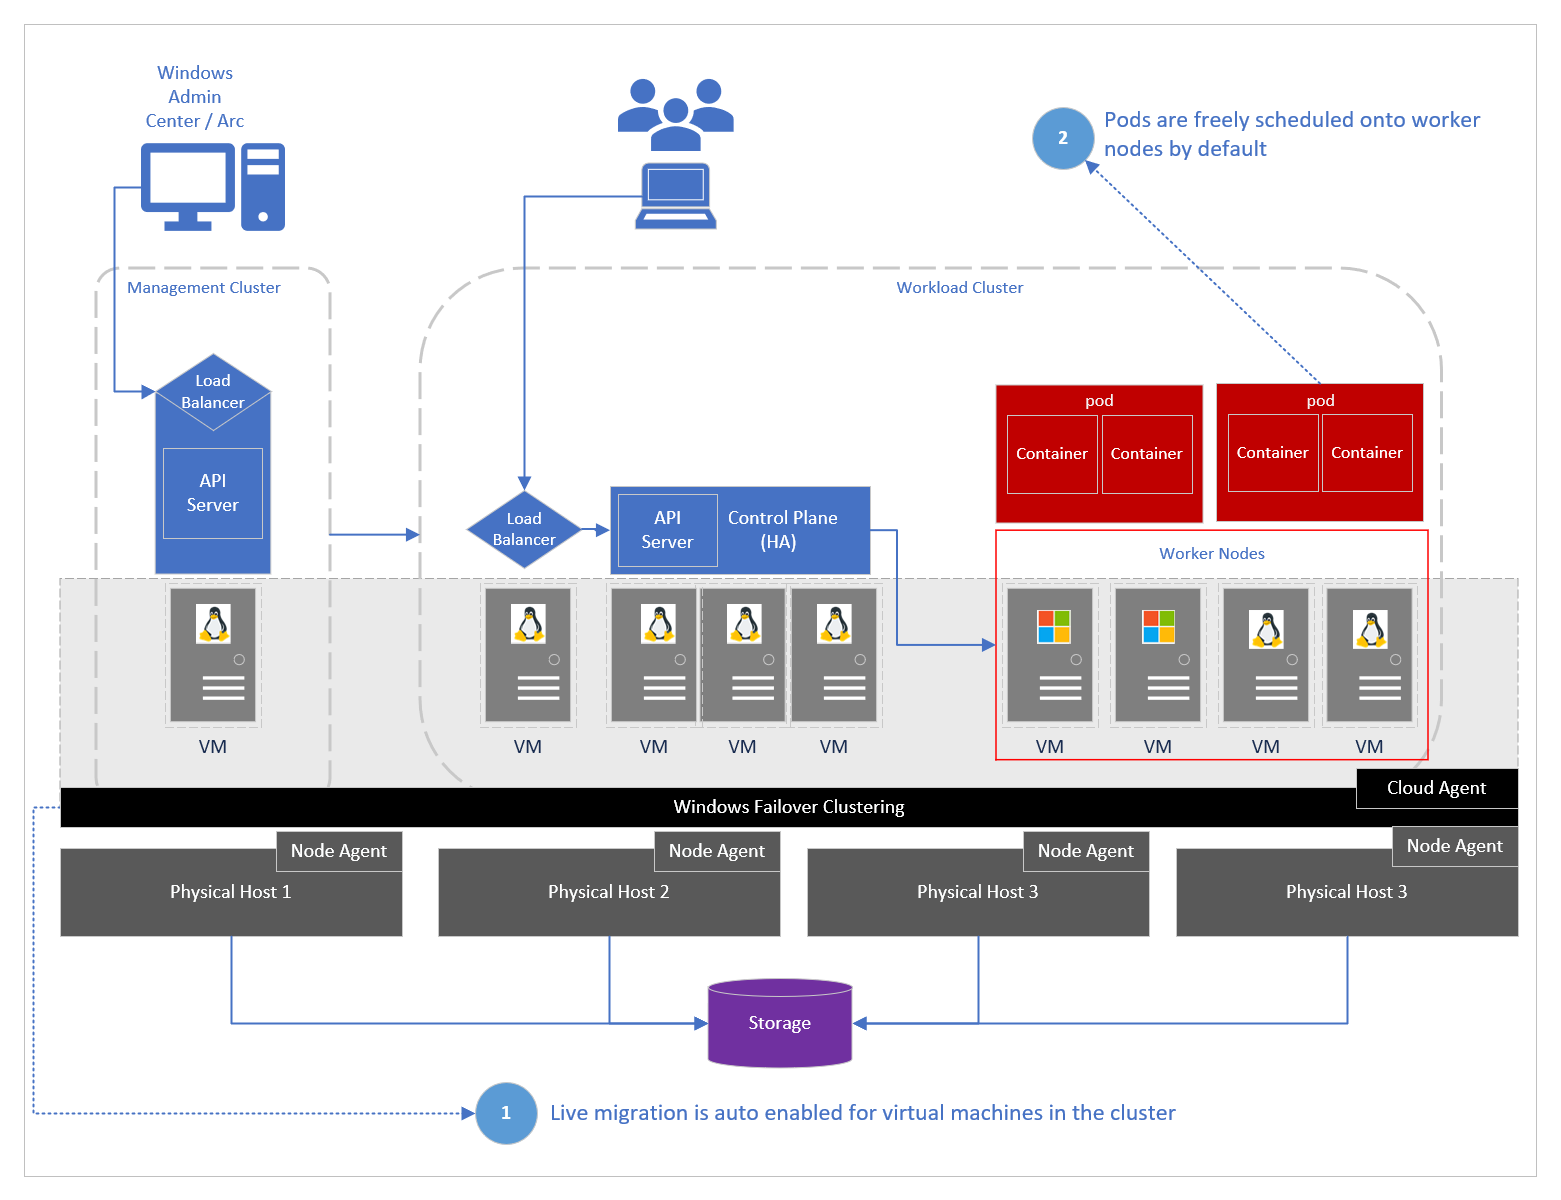 Windows
Admin
Center / Arc
2
Pods are freely scheduled onto worker
nodes by default
Management Cluster
Workload Cluster
Load
Balancer
API
Server
Load
Balancer
API
Server
Control Plane
(HA)
pod
Container
Container
pod
Container
Container
Worker Nodes
VM
VM
VM
VM
VM
VM
VM
VM
VM
Cloud Agent
Windows Failover Clustering
Node Agent
Physical Host 1
Node Agent
Physical Host 2
Node Agent
Physical Host 3
Node Agent
Physical Host 3
Storage
1
Live migration is auto enabled for virtual machines in the cluster